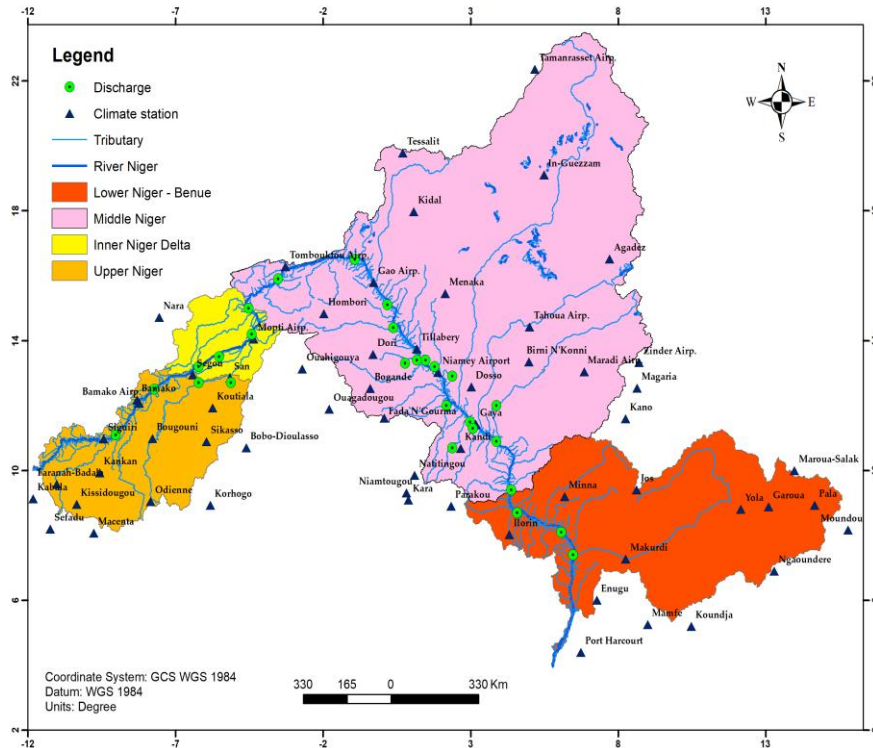 -12 -7 -2 3 8 13
Legend
Discharge
Climate station
Tributary
River Niger
Lower Niger - Benue
Middle Niger
Inner Niger Delta
Upper Niger
N
W E
S
22
18
14
10
6
2
Tamanrasset Airp.
Tessalit
In-Guezzam
Kidal
Agadez
Tombouktou Airp.
Gao Airp.
Menaka
Nara
Hombori
Tahoua Airp.
Mopti Airp.
Tillabery
Dori
Birni N'Konni
Zinder Airp.
Ouahigouya
Niamey Airport
Maradi Airp.
Segou
San
Bogande
Dosso
Magaria
Bamako Airp.
Bamako
Ouagadougou
Koutiala
Fada N'Gourma
Gaya
Kano
Siguiri
Bougouni
Sikasso
Bobo-Dioulasso
Kandi
Kankan
Natitingou
Maroua-Salak
Faranah-Badala
Kabala
Kissidougou
Odienne
Korhogo
Niamtougou
Kara
Parakou
Minna
Jos
Yola
Garoua
Pala
Sefadu
Macenta
Ilorin
Moundou
Makurdi
Ngaoundere
Enugu
Mamfe
Koundja
Port Harcourt
Coordinate System: GCS WGS 1984
Datum: WGS 1984
Units: Degree
330 165 0 330 Km
-12 -7 -2 3 8 13